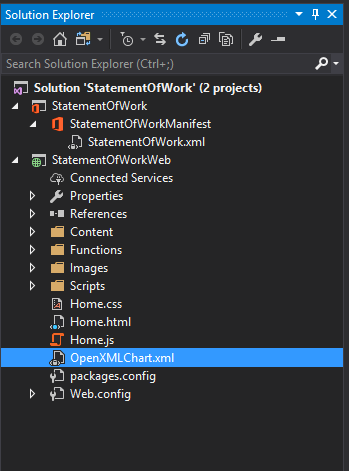 Solution Explorer
Search Solution Explorer (Ctrl+;)
Solution 'StatementOfWork' (2 projects)
StatementOfWork
StatementOfWorkManifest
StatementOfWork.xml
StatementOfWorkWeb
Connected Services
Properties
References
Content
Functions
Images
Scripts
Home.css
Home.html
Home.js
OpenXMLChart.xml
packages.config
Web.config